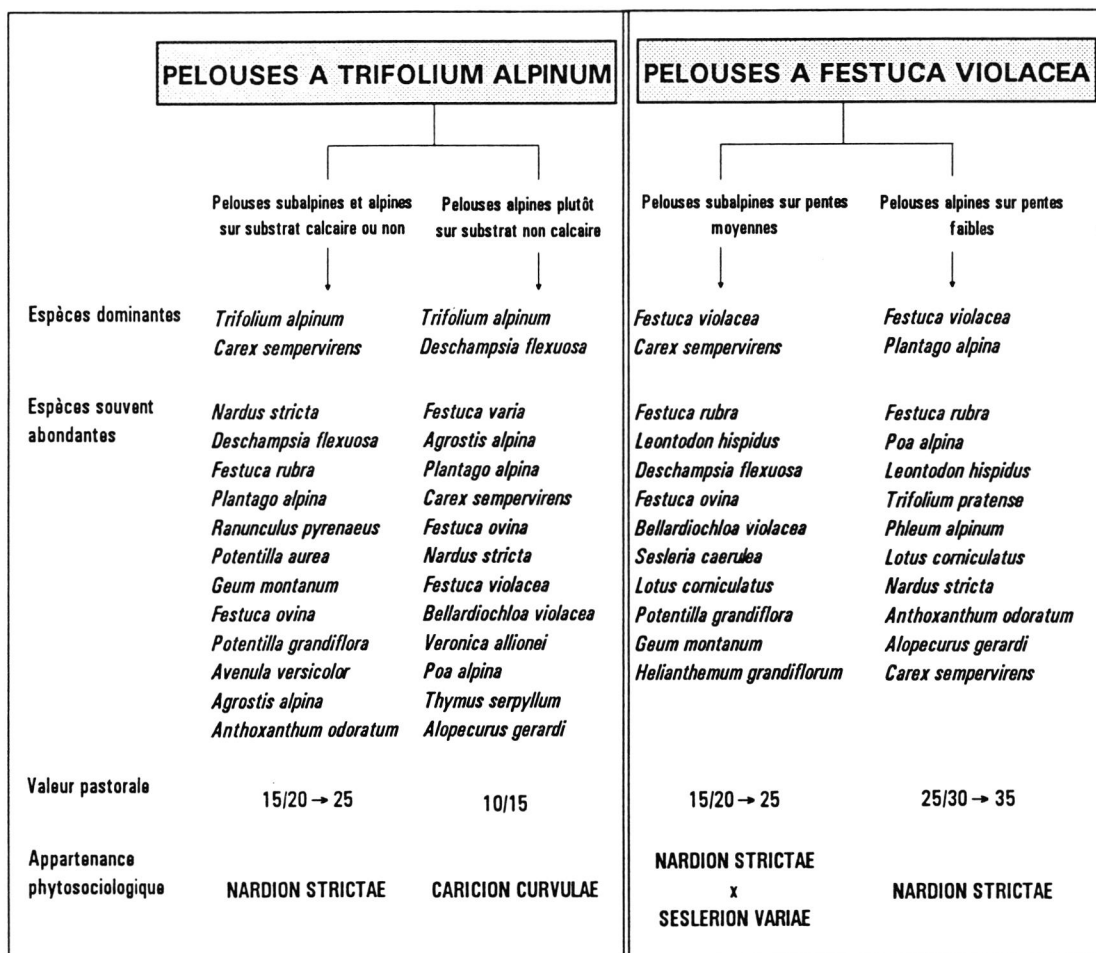 PELOUSES A TRIFOLIUM ALPINUM
PELOUSES A FESTUCA VIOLACEA
Pelouses subalpines et alpines
sur substrat calcaire ou non
Pelouses alpines plutôt
sur substrat non calcaire
Pelouses subalpines sur pentes
moyennes
Pelouses alpines sur pentes
faibles
Espèces dominantes
Trifolium alpinum
Carex sempervirens
Trifolium alpinum
Deschampsia flexuosa
Festuca violacea
Carex sempervirens
Festuca violacea
Plantago alpina
Espèces souvent
abondantes
Nardus stricta
Deschampsia flexuosa
Festuca rubra
Plantago alpina
Ranunculus pyrenaeus
Potentilla aurea
Geum montanum
Festuca ovina
Potentilla grandiflora
Avenula versicolor
Agrostis alpina
Anthoxanthum odoratum
Festuca varia
Agrostis alpina
Plantago alpina
Carex sempervirens
Festuca ovina
Nardus stricta
Festuca violacea
Bellardiochloa violacea
Veronica allionei
Poa alpina
Thymus serpyllum
Alopecurus gerardi
Festuca rubra
Leontodon hispidus
Deschampsia flexuosa
Festuca ovina
Bellardiochloa violacea
Sesleria caerulea
Lotus corniculatus
Potentilla grandiflora
Geum montanum
Helianthemum grandiflorum
Festuca rubra
Poa alpina
Leontodon hispidus
Trifolium pratense
Phleum alpinum
Lotus corniculatus
Nardus stricta
Anthoxanthum odoratum
Alopecurus gerardi
Carex sempervirens
Valeur pastorale
15/20 → 25
10/15
15/20 → 25
25/30 → 35
Appartenance
phytosociologique
NARDION STRICTAE
CARICION CURVULAE
NARDION STRICTAE
x
SESLERION VARIAE
NARDION STRICTAE